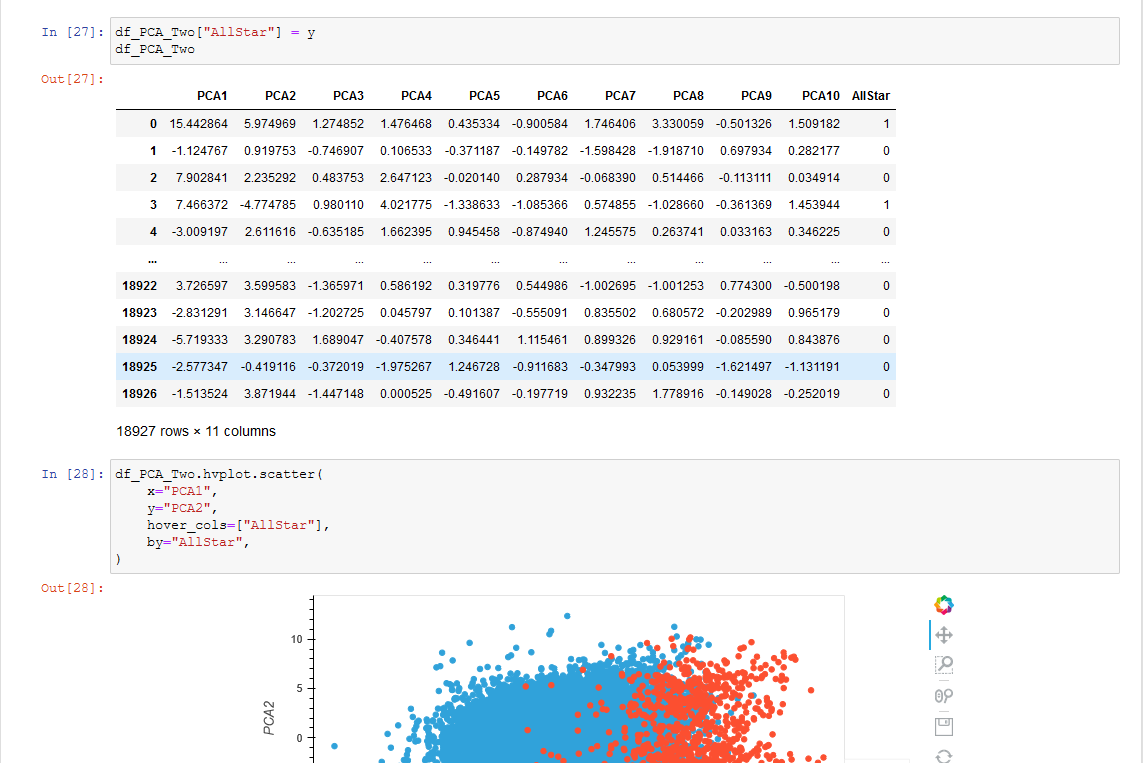 In [27]: df_PCA_Two["AllStar"] = y
df_PCA_Two
Out[27]:
PCA1 PCA2 PCA3 PCA4 PCA5 PCA6 PCA7 PCA8 PCA9 PCA10 AllStar
0 15.442864 5.974969 1.274852 1.476468 0.435334 -0.900584 1.746406 3.330059 -0.501326 1.509182 1
1 -1.124767 0.919753 -0.746907 0.106533 -0.371187 -0.149782 -1.598428 -1.918710 0.697934 0.282177 0
2 7.902841 2.235292 0.483753 2.647123 -0.020140 0.287934 -0.068390 0.514466 -0.113111 0.034914 0
3 7.466372 -4.774785 0.980110 4.021775 -1.338633 -1.085366 0.574855 -1.028660 -0.361369 1.453944 1
4 -3.009197 2.611616 -0.635185 1.662395 0.945458 -0.874940 1.245575 0.263741 0.033163 0.346225 0
... ... ... ... ... ... ... ... ... ... ... ...
18922 3.726597 3.599583 -1.365971 0.586192 0.319776 0.544986 -1.002695 -1.001253 0.774300 -0.500198 0
18923 -2.831291 3.146647 -1.202725 0.045797 0.101387 -0.555091 0.835502 0.680572 -0.202989 0.965179 0
18924 -5.719333 3.290783 1.689047 -0.407578 0.346441 1.115461 0.899326 0.929161 -0.085590 0.843876 0
18925 -2.577347 -0.419116 -0.372019 -1.975267 1.246728 -0.911683 -0.347993 0.053999 -1.621497 -1.131191 0
18926 -1.513524 3.871944 -1.447148 0.000525 -0.491607 -0.197719 0.932235 1.778916 -0.149028 -0.252019 0
18927 rows × 11 columns
In [28]: df_PCA_Two.hvplot.scatter(
x="PCA1",
y="PCA2",
hover_cols=["AllStar"],
by="AllStar",
)
Out[28]:
10
5
PCA2
0